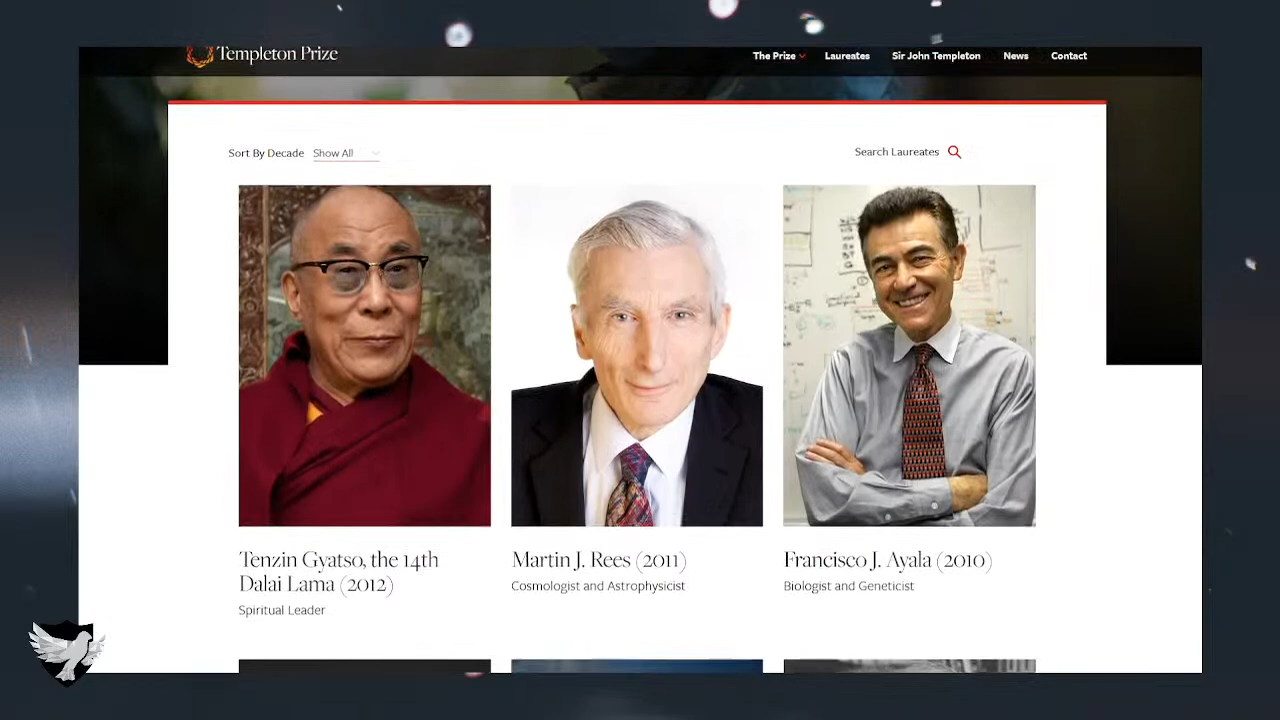 Templeton Prize
The Prize
Laureates
Sir John Templeton
News
Contact
Sort By Decade
Show All
Search Laureates
Tenzin Gyatso, the 14th
Dalai Lama (2012)
Spiritual Leader
Martin J. Rees (2011)
Cosmologist and Astrophysicist
Francisco J. Ayala (2010)
Biologist and Geneticist